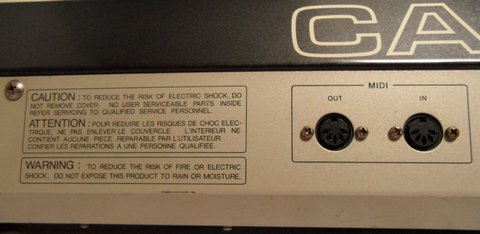 CA
CAUTION : TO REDUCE THE RISK OF ELECTRIC SHOCK, DO
NOT REMOVE COVER. NO USER SERVICEABLE PARTS INSIDE
REFER SERVICING TO QUALIFIED SERVICE PERSONNEL.
ATTENTION : POUR REDUIRE LES RISQUES DE CHOC ELEC-
TRIQUE, NE PAS ENLEVER LE COUVERCLE. L'INTERIEUR NE
CONTIENT AUCUNE PIECE REPARABLE PAR L'UTILISATEUR.
CONFIER LES REPARATIONS A UNE PERSONNE QUALIFIEE.
WARNING : TO REDUCE THE RISK OF FIRE OR ELECTRIC
SHOCK, DO NOT EXPOSE THIS PRODUCT TO RAIN OR MOISTURE.
MIDI
OUT IN